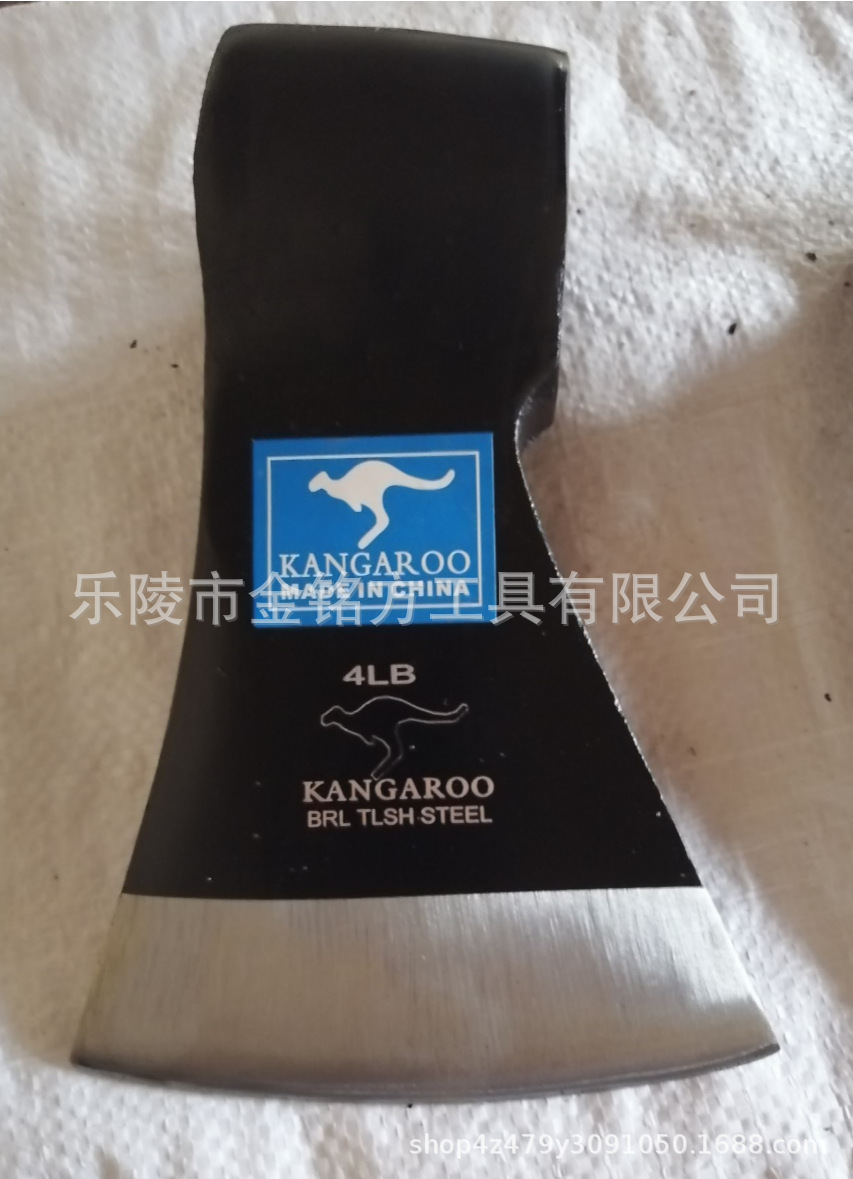 KANGAROO
MADE IN CHINA
乐陵市金铭方工具有限公司
4LB
KANGAROO
BRL TLSH STEEL
shop4z479y3091050.1688.com